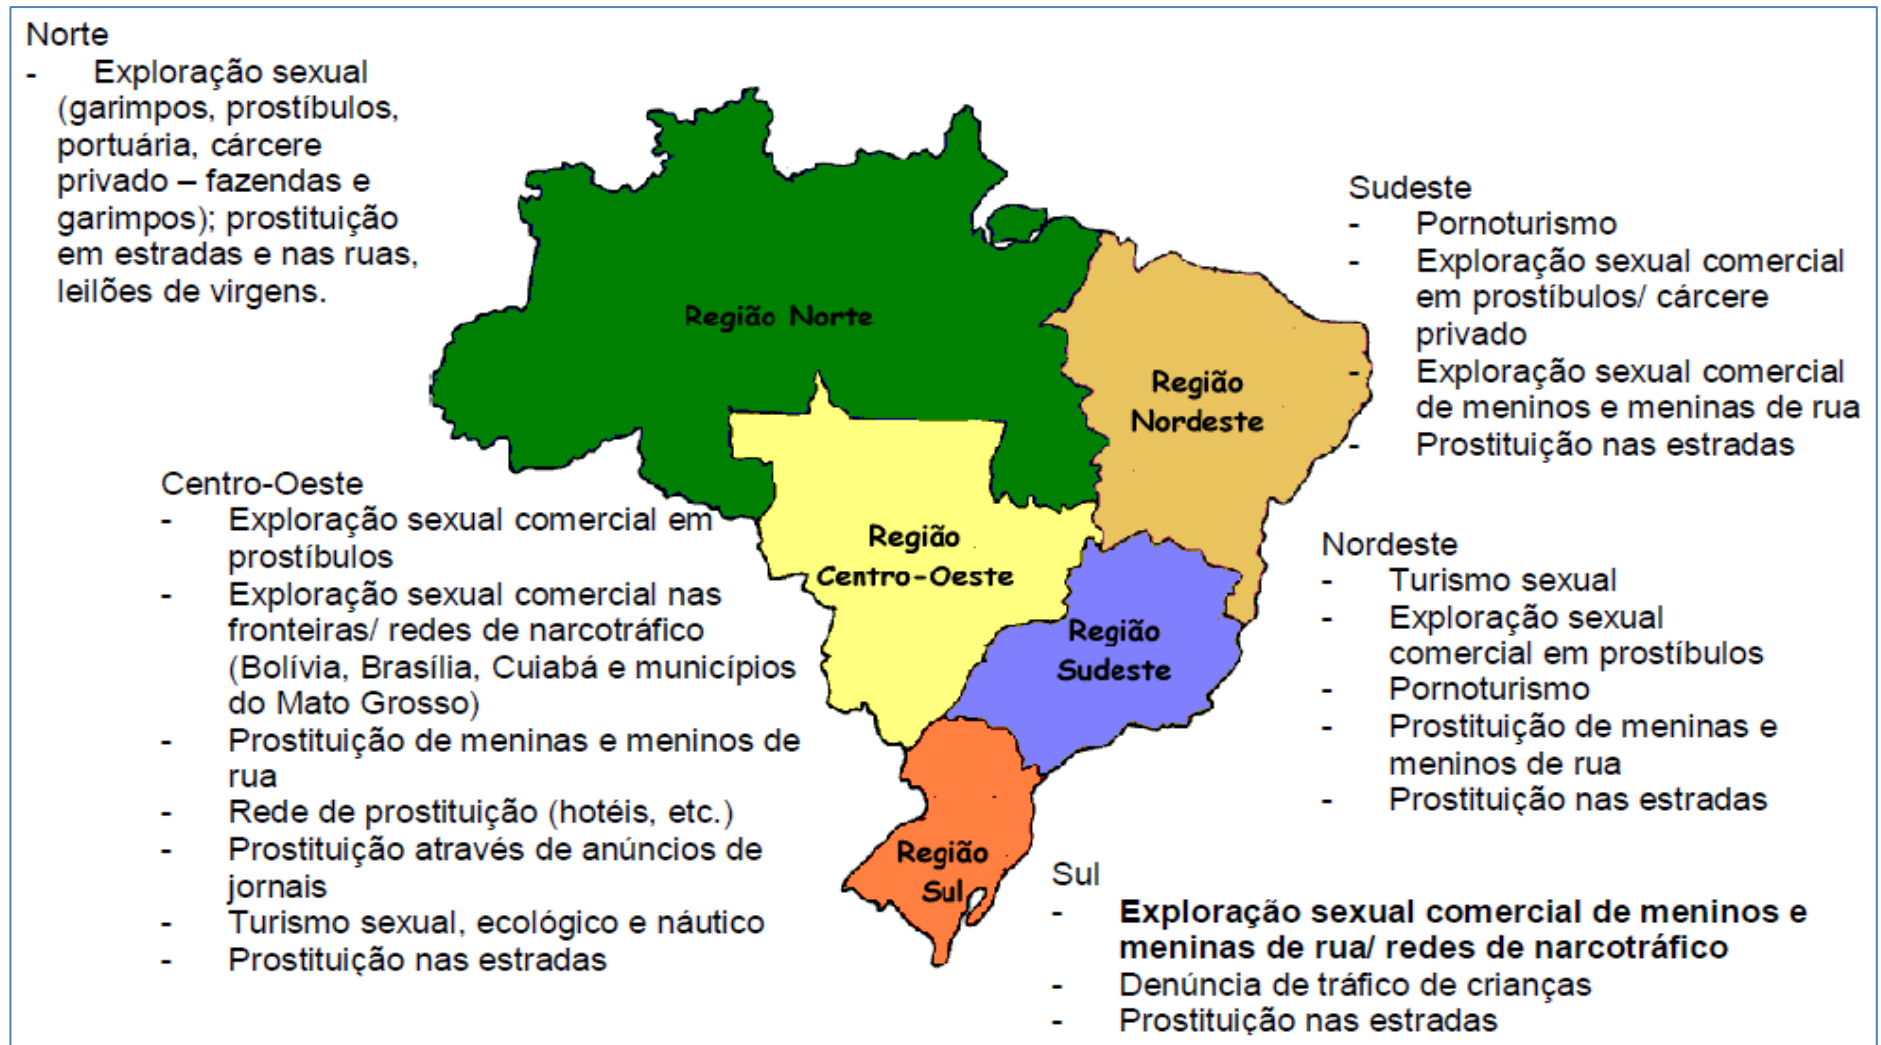 Norte
- Exploração sexual
(garimpos, prostíbulos,
portuária, cárcere
privado – fazendas e
garimpos); prostituição
em estradas e nas ruas,
leilões de virgens.
Região Norte
Sudeste
- Pornoturismo
- Exploração sexual comercial
em prostíbulos/ cárcere
privado
- Exploração sexual comercial
de meninos e meninas de rua
- Prostituição nas estradas
Região
Nordeste
Centro-Oeste
- Exploração sexual comercial em
prostíbulos
- Exploração sexual comercial nas
fronteiras/ redes de narcotráfico
(Bolívia, Brasília, Cuiabá e municípios
do Mato Grosso)
- Prostituição de meninas e meninos de
rua
- Rede de prostituição (hotéis, etc.)
- Prostituição através de anúncios de
jornais
- Turismo sexual, ecológico e náutico
- Prostituição nas estradas
Região
Centro-Oeste
Região
Sudeste
Nordeste
- Turismo sexual
- Exploração sexual
comercial em prostíbulos
- Pornoturismo
- Prostituição de meninas e
meninos de rua
- Prostituição nas estradas
Região
Sul
Sul
- Exploração sexual comercial de meninos e
meninas de rua/ redes de narcotráfico
- Denúncia de tráfico de crianças
- Prostituição nas estradas